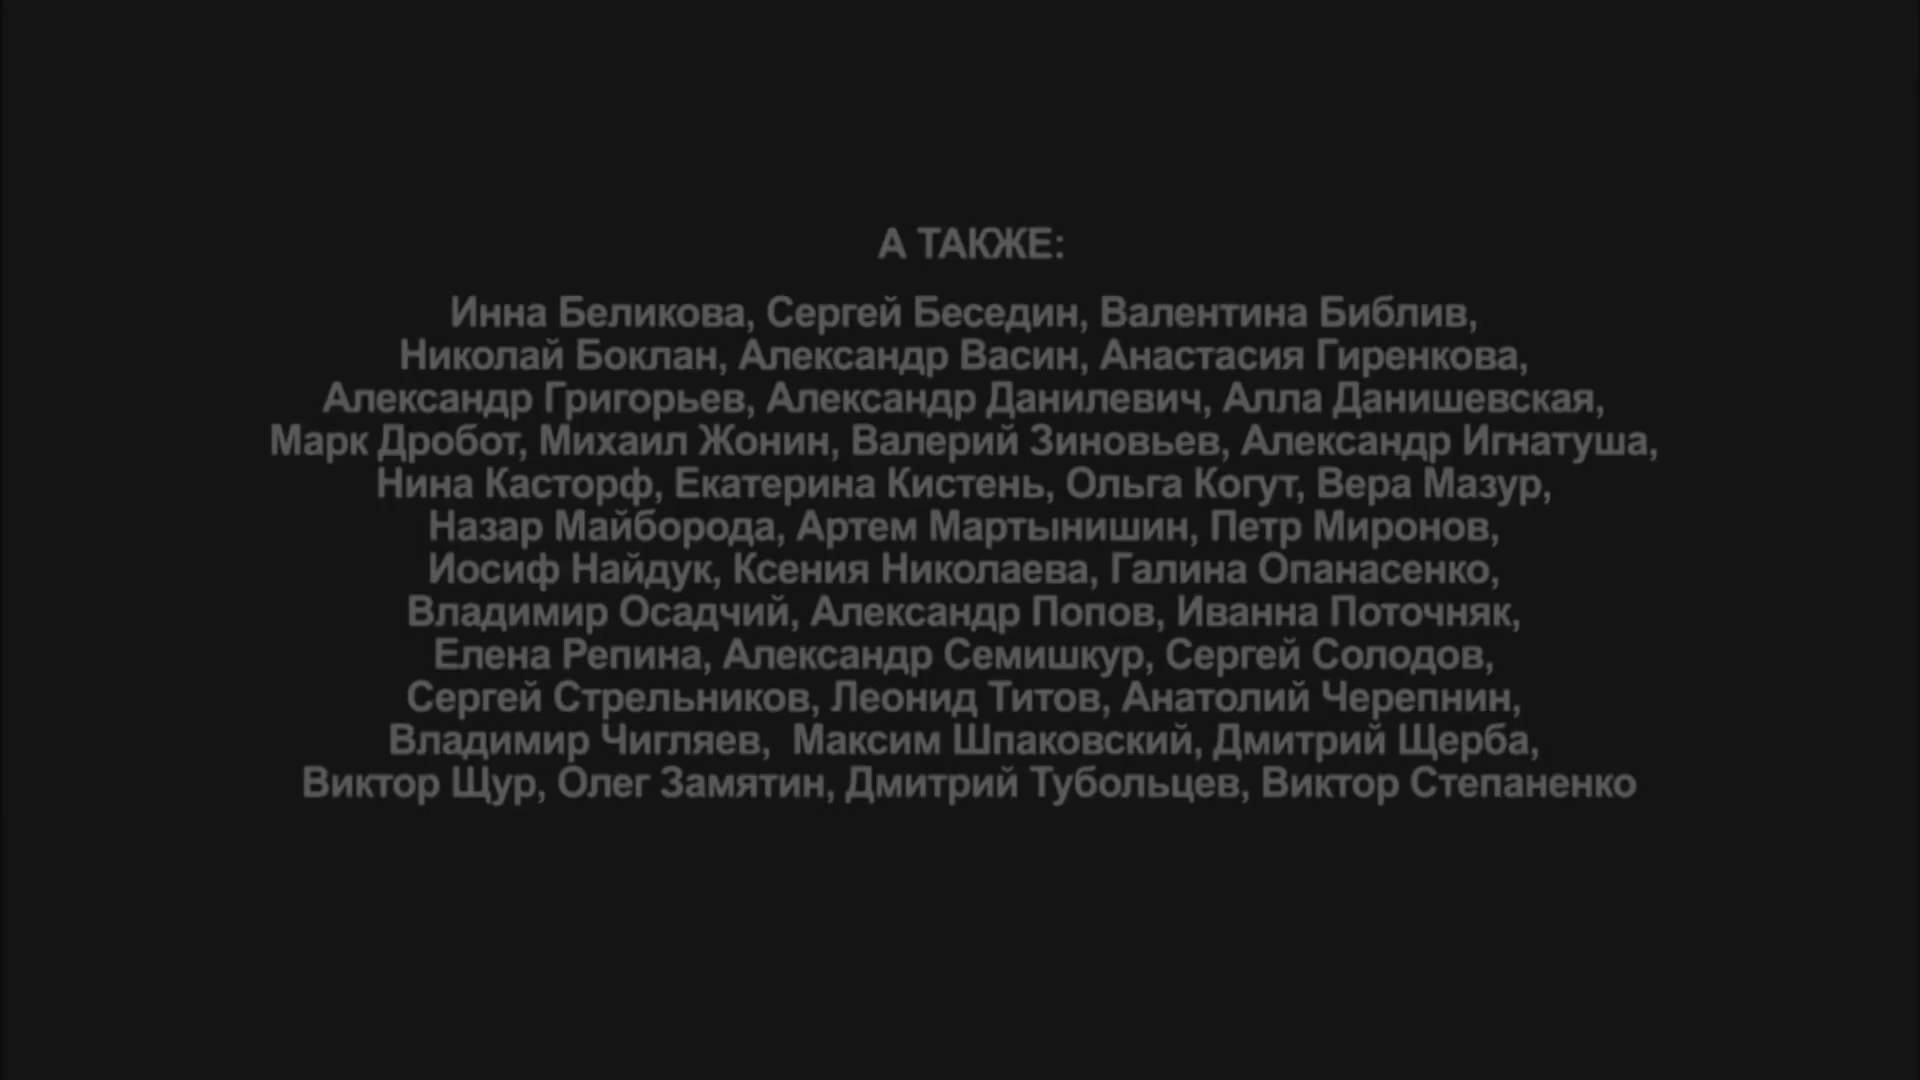 А ТАКЖЕ:
Инна Беликова, Сергей Беседин, Валентина Библив,
Николай Боклан, Александр Васин, Анастасия Гиренкова,
Александр Григорьев, Александр Данилевич, Алла Данишевская,
Марк Дробот, Михаил Жонин, Валерий Зиновьев, Александр Игнатуша,
Нина Касторф, Екатерина Кистень, Ольга Когут, Вера Мазур,
Назар Майборода, Артем Мартынишин, Петр Миронов,
Иосиф Найдук, Ксения Николаева, Галина Опанасенко,
Владимир Осадчий, Александр Попов, Иванна Поточняк,
Елена Репина, Александр Семишкур, Сергей Солодов,
Сергей Стрельников, Леонид Титов, Анатолий Черепнин,
Владимир Чигляев,  Максим Шпаковский, Дмитрий Щерба,
Виктор Щур, Олег Замятин, Дмитрий Тубольцев, Виктор Степаненко